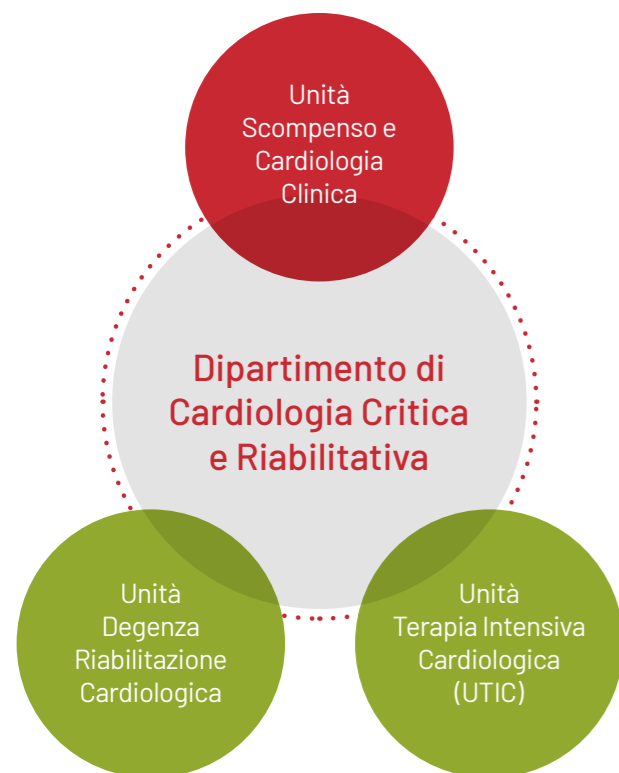 Unità
Scompenso e
Cardiologia
Clinica
Dipartimento di
Cardiologia Critica
e Riabilitativa
Unità
Degenza
Riabilitazione
Cardiologica
Unità
Terapia Intensiva
Cardiologica
(UTIC)